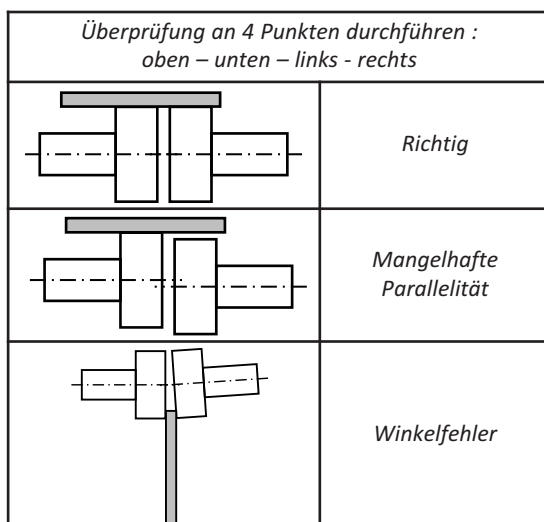 Überprüfung an 4 Punkten durchführen :
oben – unten – links - rechts
Richtig
Mangelhafte
Parallelität
Winkelfehler